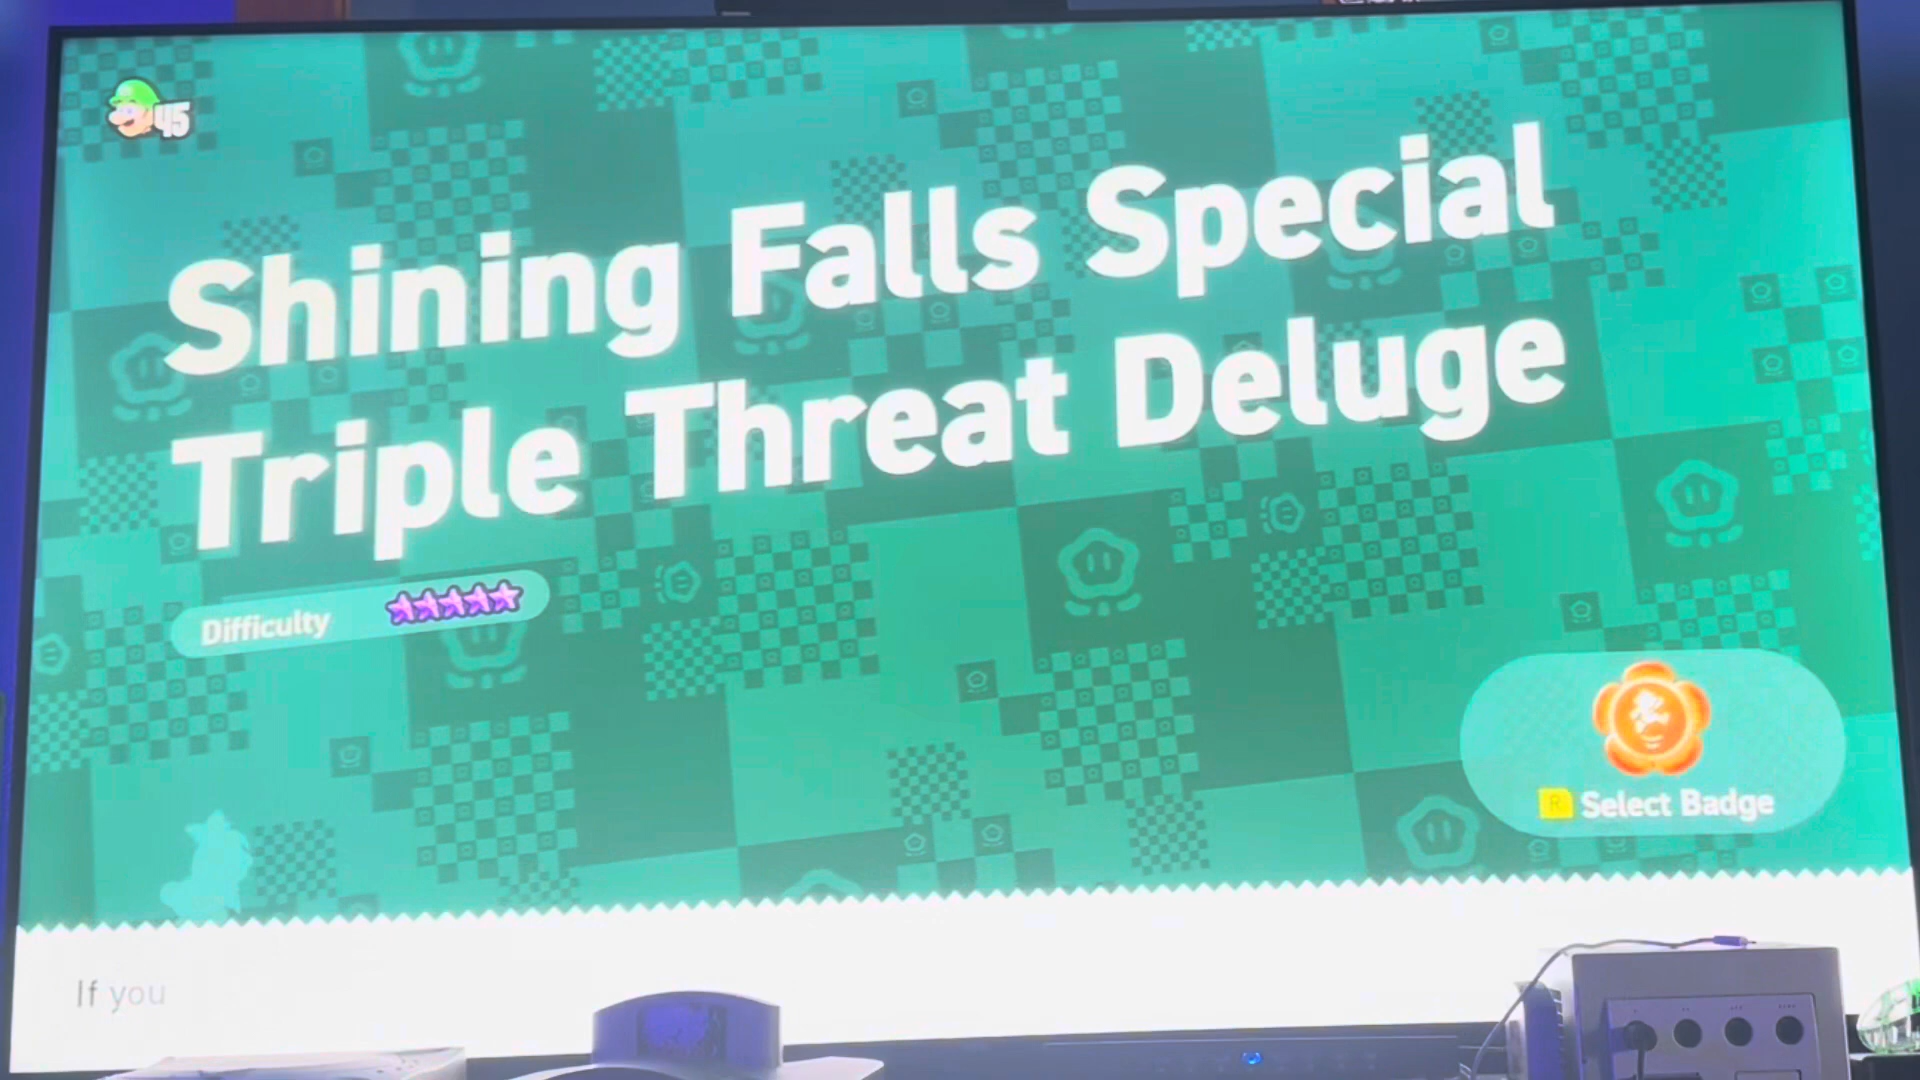 45
Shining Falls Special
Triple Threat Deluge
Difficulty
R Select Badge
If you